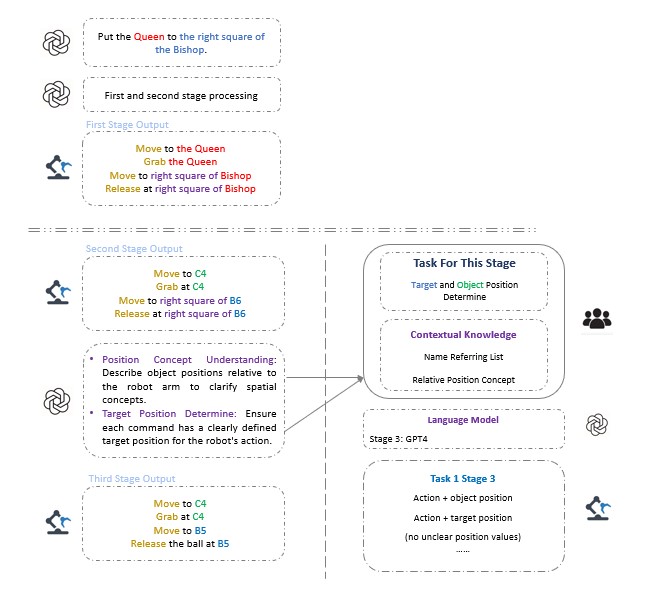 Put the Queen to the right square of
the Bishop.
First and second stage processing
First Stage Output
Move to the Queen
Grab the Queen
Move to right square of Bishop
Release at right square of Bishop
Second Stage Output
Move to C4
Grab at C4
Move to right square of B6
Release at right square of B6
• Position Concept Understanding:
Describe object positions relative to
the robot arm to clarify spatial
concepts.
• Target Position Determine: Ensure
each command has a clearly defined
target position for the robot's action.
Third Stage Output
Move to C4
Grab at C4
Move to B5
Release the ball at B5
Task For This Stage
Target and Object Position
Determine
Contextual Knowledge
Name Referring List
Relative Position Concept
Language Model
Stage 3: GPT4
Task 1 Stage 3
Action + object position
Action + target position
(no unclear position values)
......